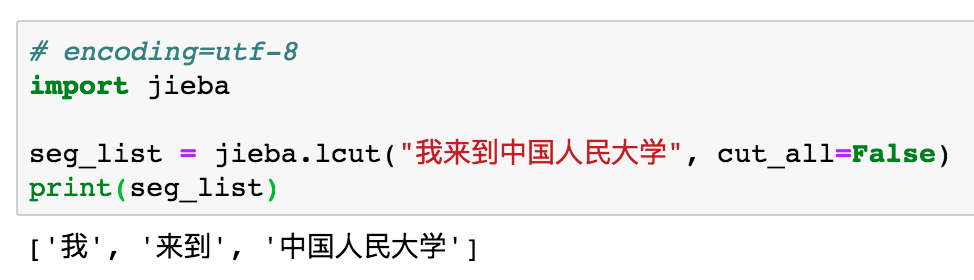 # encoding=utf-8
import jieba
seg_list = jieba.lcut("我来到中国人民大学", cut_all=False)
print(seg_list)
['我', '来到', '中国人民大学']